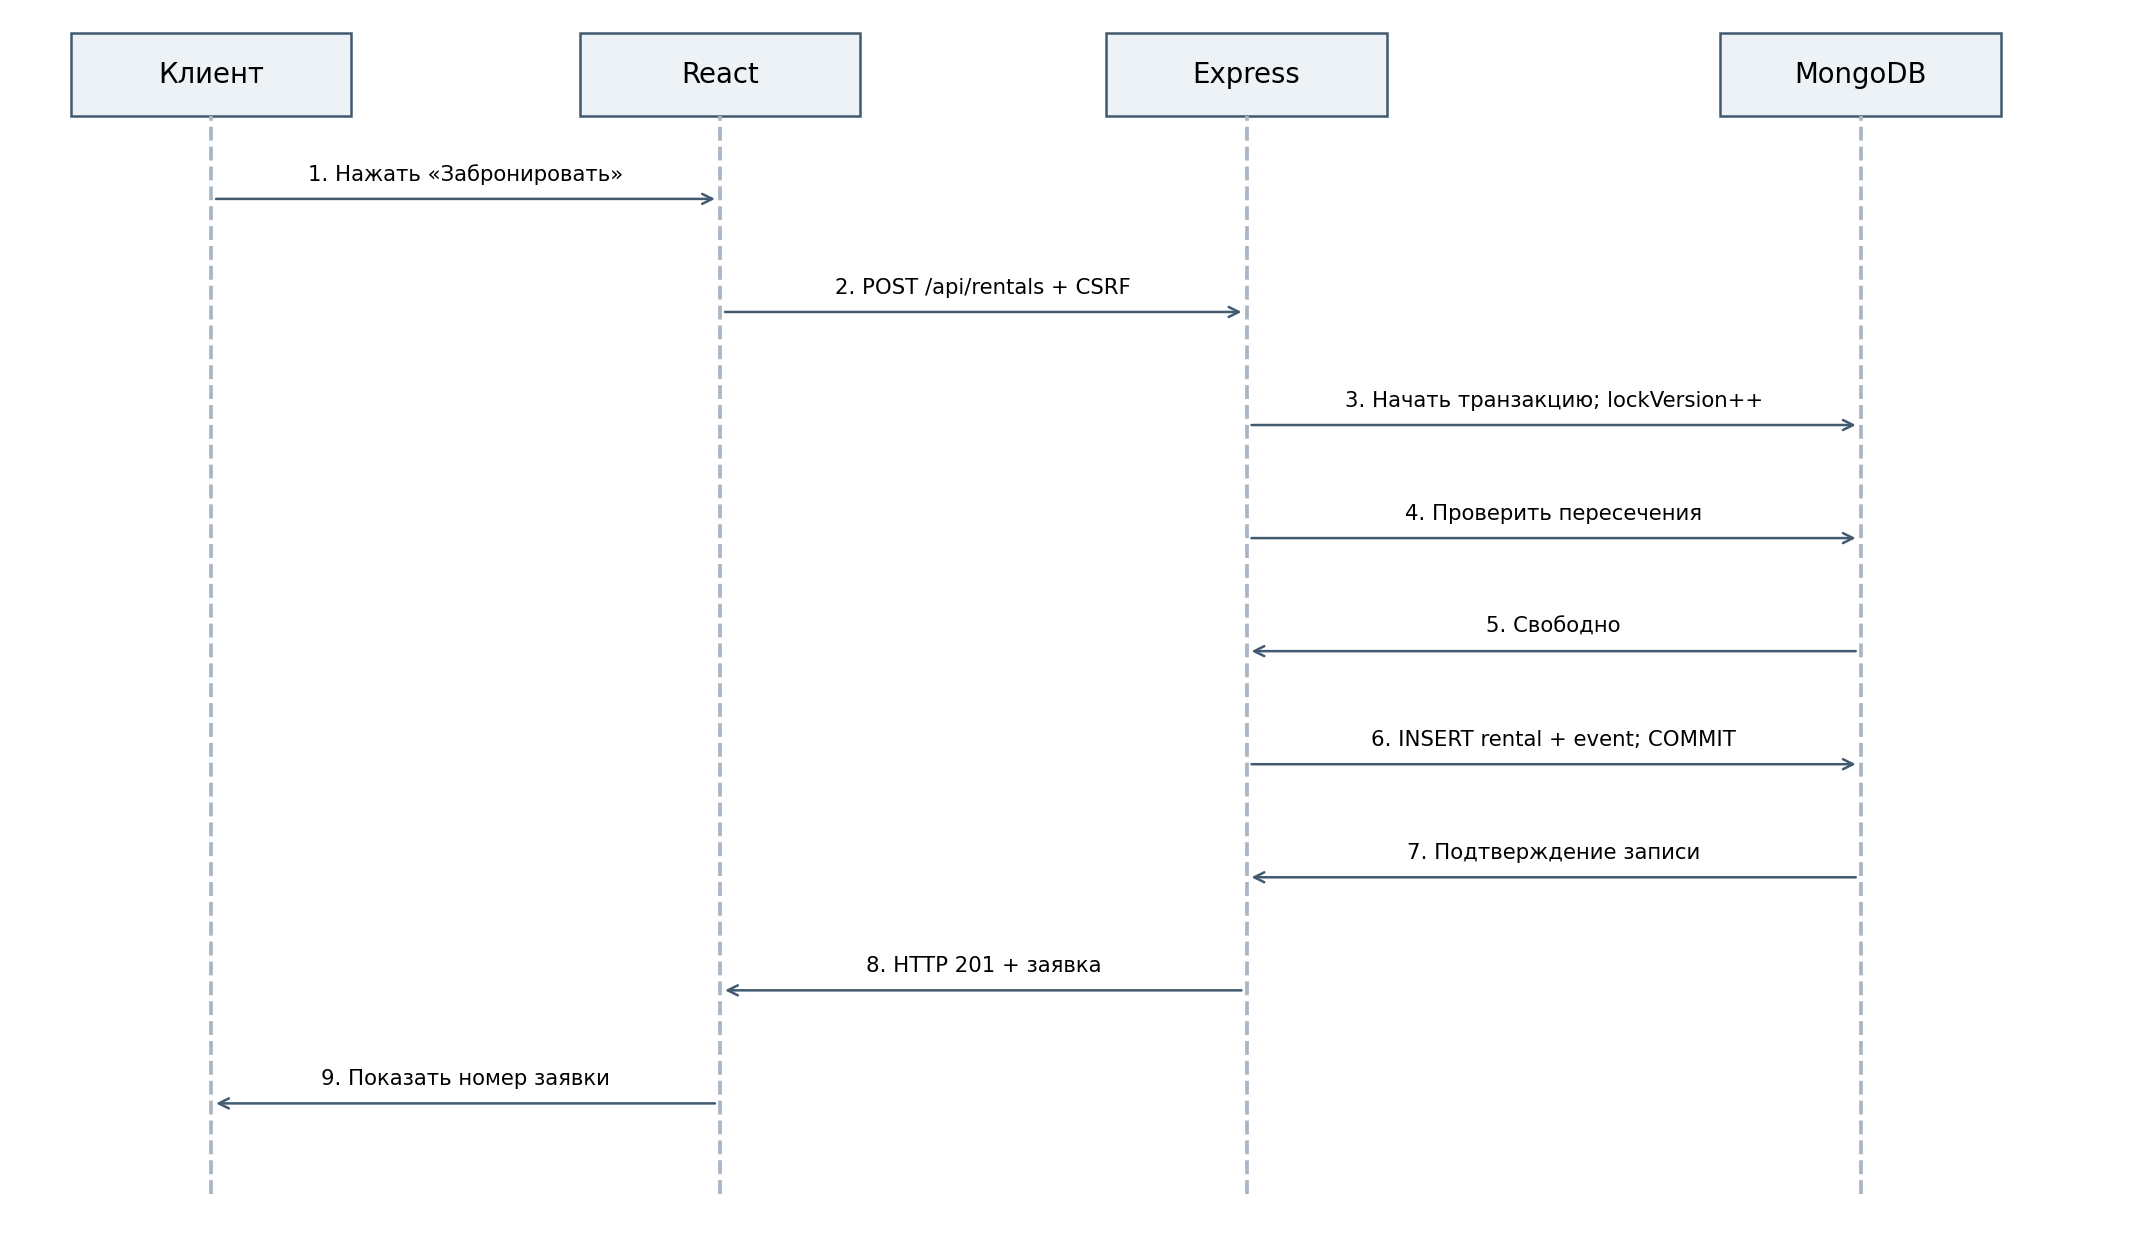 Клиент
React
Express
MongoDB
1. Нажать «Забронировать»
2. POST /api/rentals + CSRF
3. Начать транзакцию; lockVersion++
4. Проверить пересечения
5. Свободно
6. INSERT rental + event; COMMIT
7. Подтверждение записи
8. HTTP 201 + заявка
9. Показать номер заявки